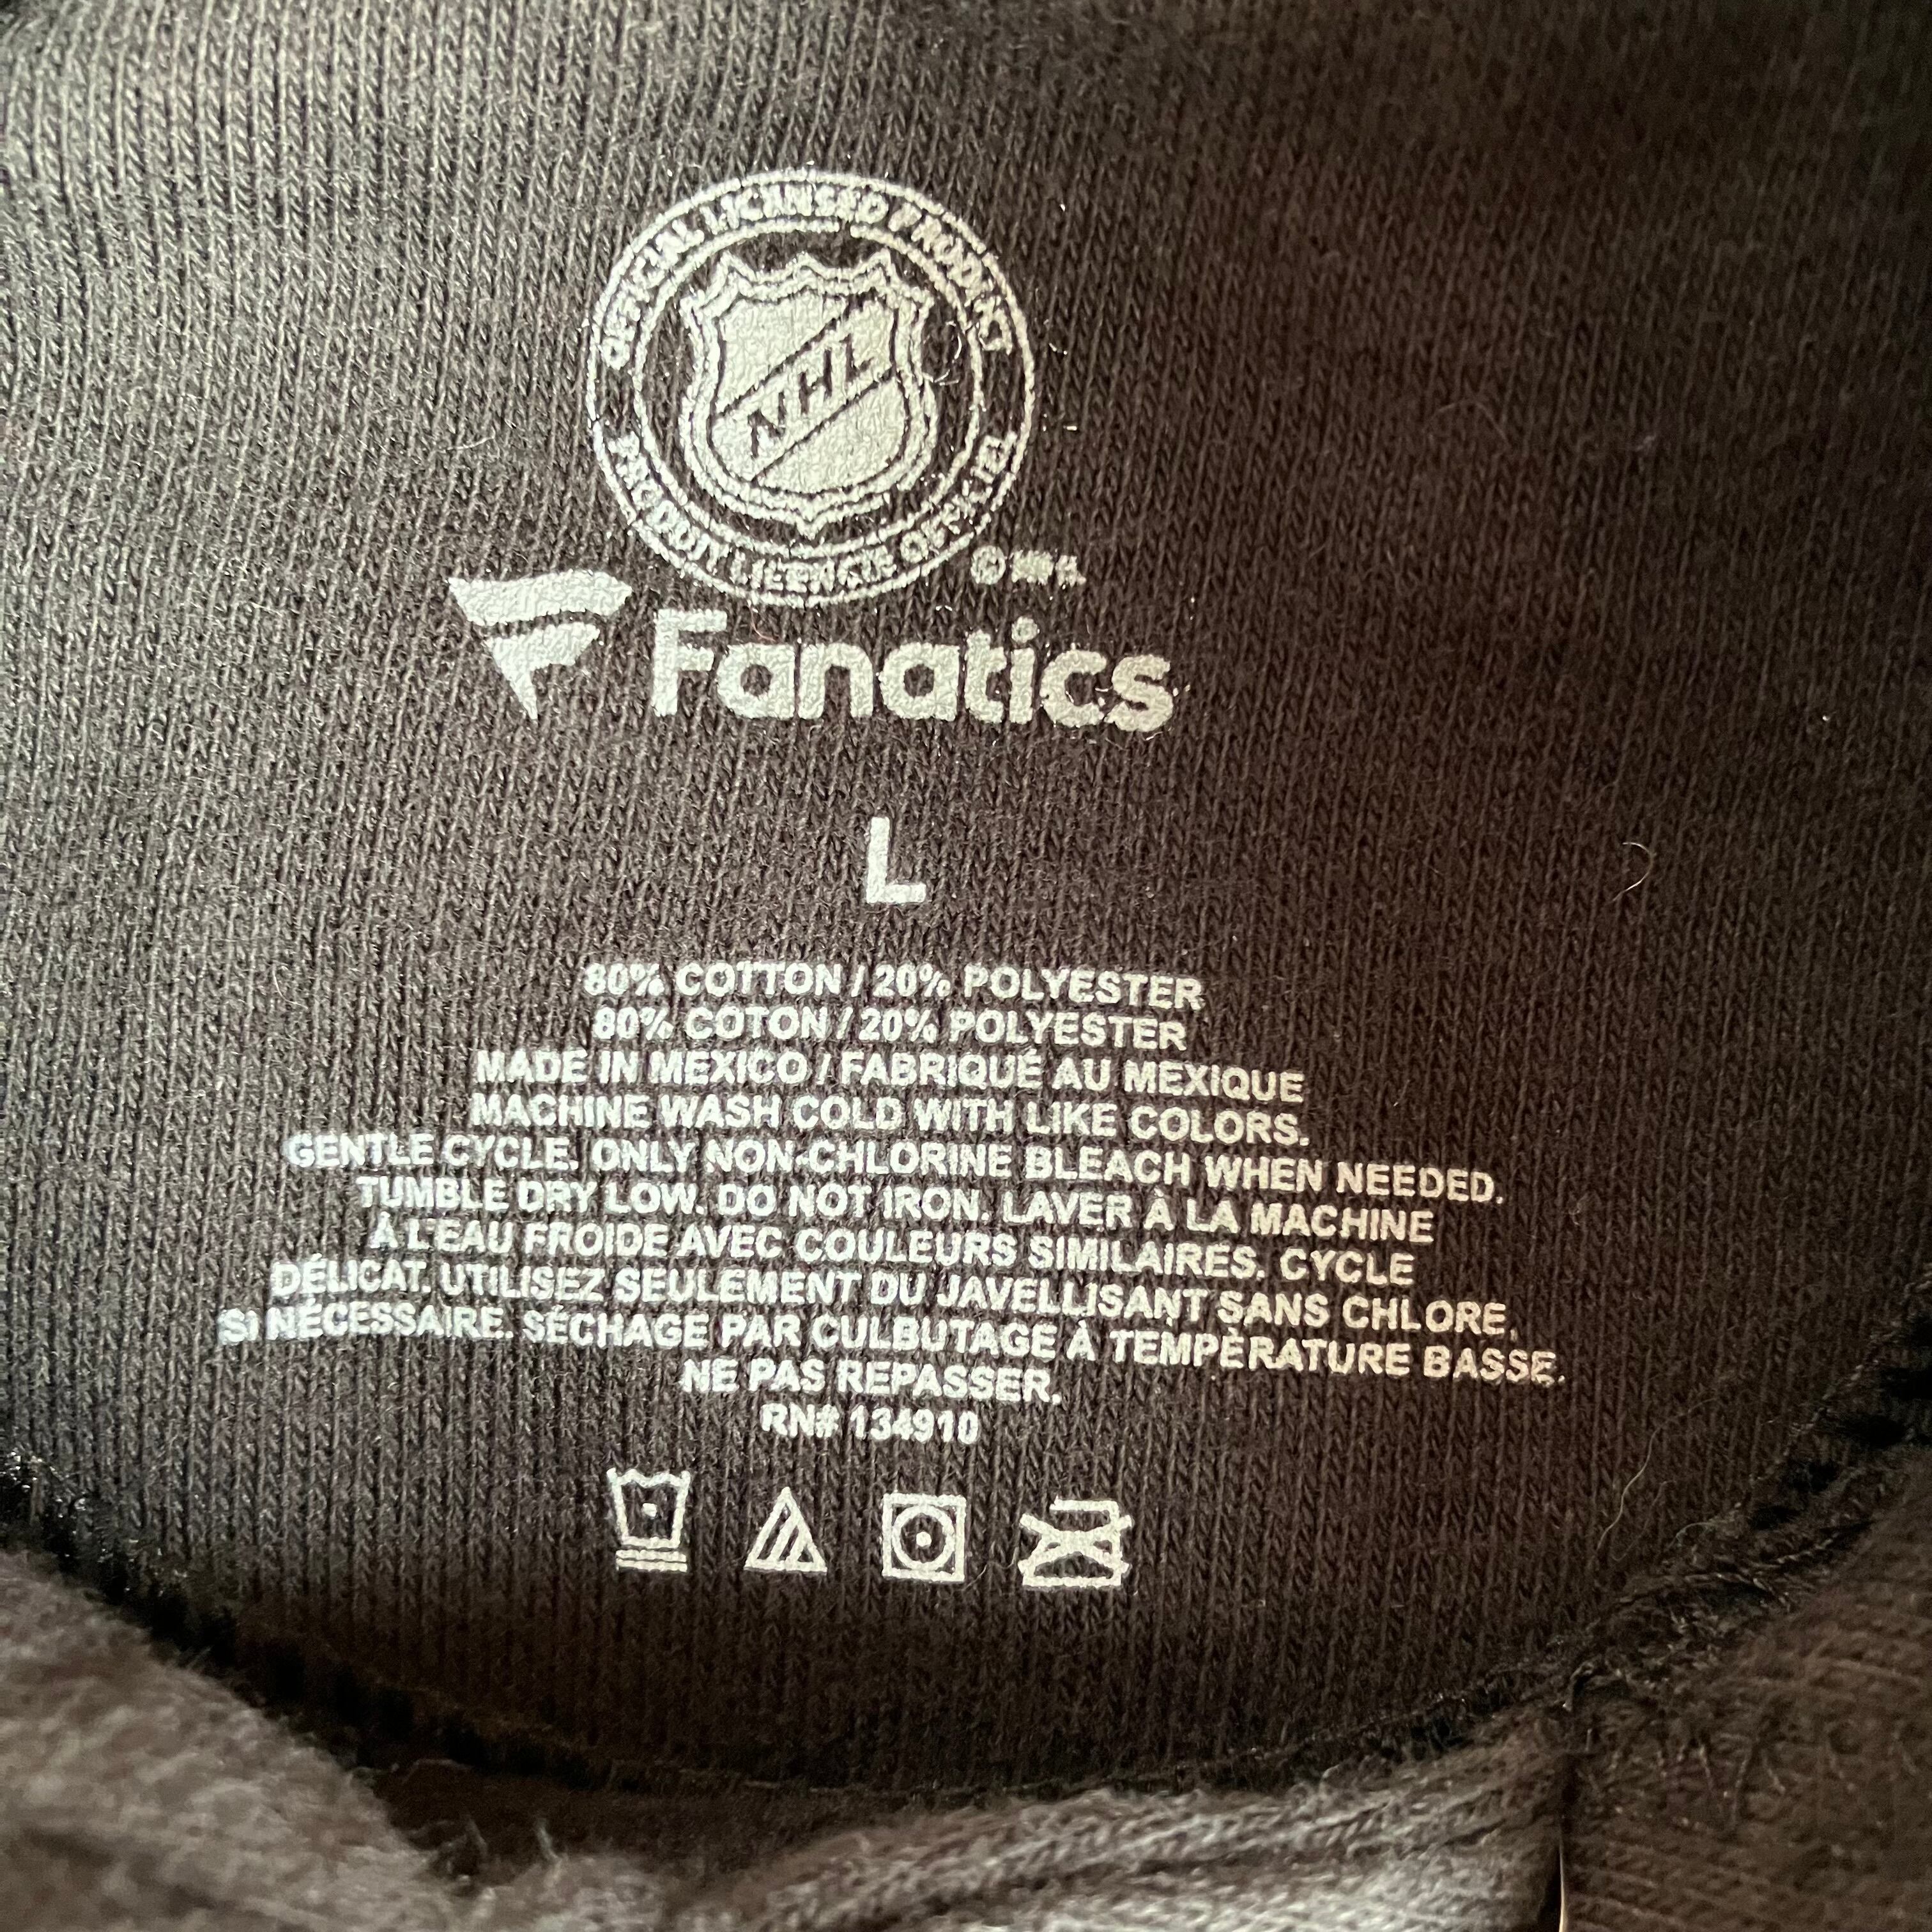 OFFICIAL LICENSED PRODUCT
NHL
PRODUIT LICENCIÉ OFFICIEL
© NHL
Fanatics
L
80% COTTON / 20% POLYESTER
80% COTON / 20% POLYESTER
MADE IN MEXICO / FABRIQUÉ AU MEXIQUE
MACHINE WASH COLD WITH LIKE COLORS.
GENTLE CYCLE. ONLY NON-CHLORINE BLEACH WHEN NEEDED.
TUMBLE DRY LOW. DO NOT IRON. LAVER À LA MACHINE
À L'EAU FROIDE AVEC COULEURS SIMILAIRES. CYCLE
DÉLICAT. UTILISEZ SEULEMENT DU JAVELLISANT SANS CHLORE,
SI NÉCESSAIRE. SÉCHAGE PAR CULBUTAGE À TEMPÉRATURE BASSE.
NE PAS REPASSER.
RN# 134910